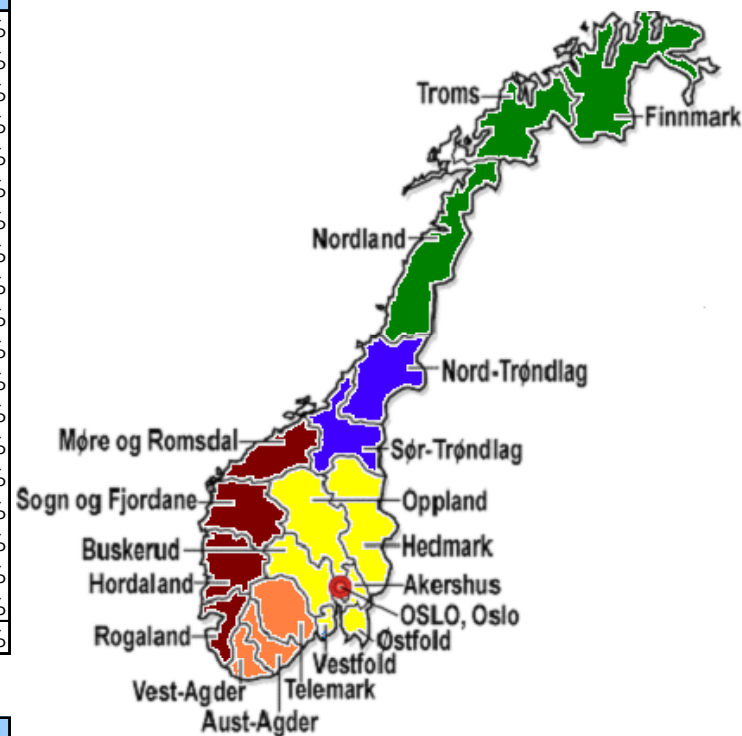 Troms
Finnmark
Nordland
Nord-Trøndlag
Møre og Romsdal
Sør-Trøndlag
Sogn og Fjordane
Oppland
Buskerud
Hedmark
Hordaland
Akershus
OSLO, Oslo
Rogaland
Østfold
Vestfold
Vest-Agder
Telemark
Aust-Agder